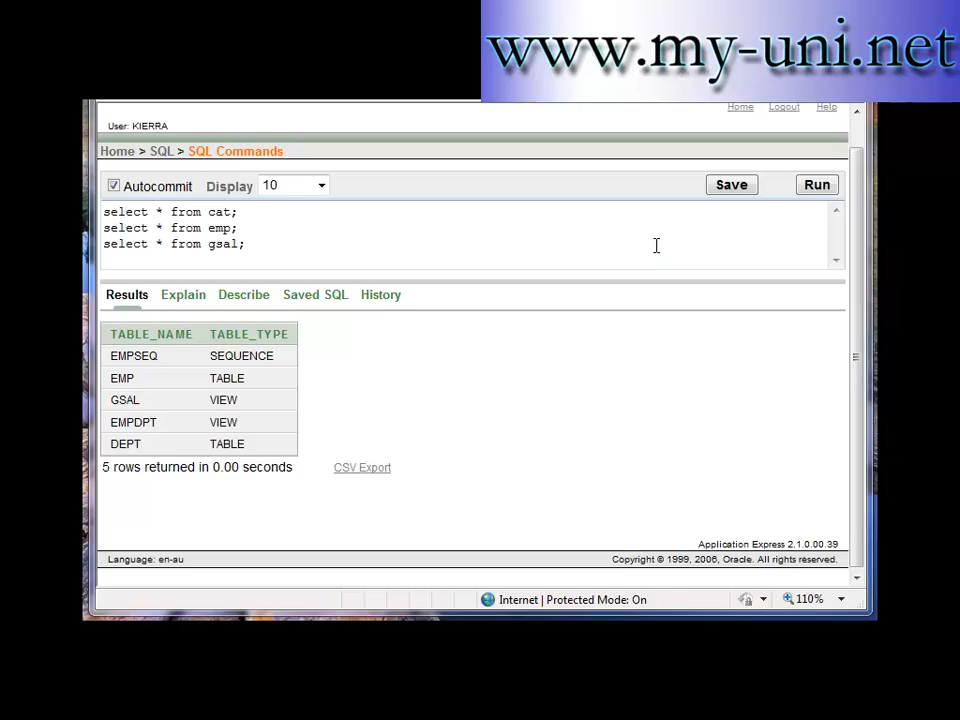 www.my-uni.net
Home Logout Help
User: KIERRA
Home > SQL > SQL Commands
Autocommit Display 10 Save Run
select * from cat;
select * from emp;
select * from gsal;
Results Explain Describe Saved SQL History
TABLE_NAME TABLE_TYPE
EMPSEQ SEQUENCE
EMP TABLE
GSAL VIEW
EMPDPT VIEW
DEPT TABLE
5 rows returned in 0.00 seconds CSV Export
Application Express 2.1.0.00.39
Language: en-au Copyright © 1999, 2006, Oracle. All rights reserved.
Internet | Protected Mode: On 110%